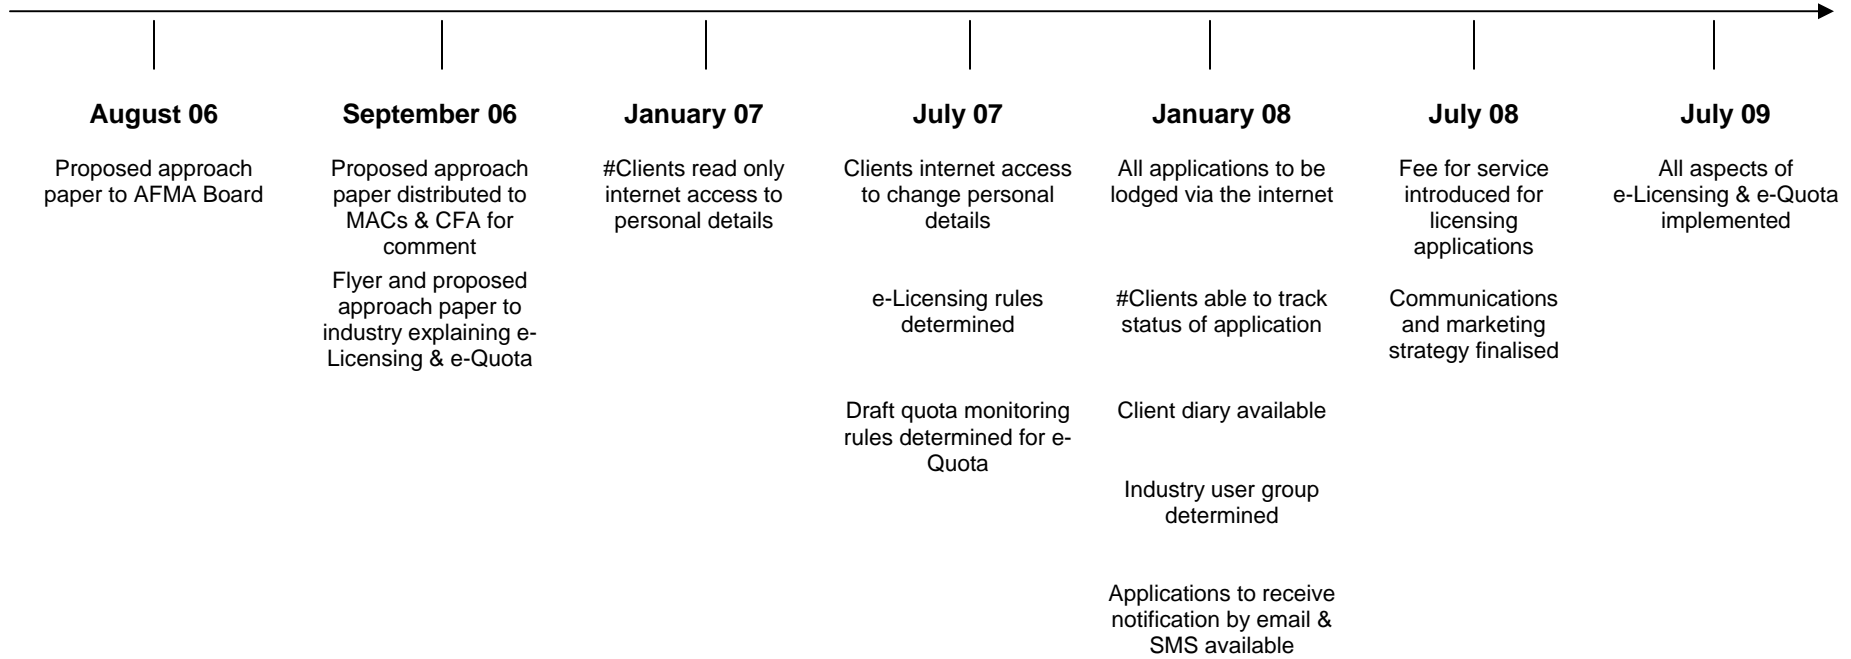 August 06
Proposed approach
paper to AFMA Board
September 06
Proposed approach
paper distributed to
MACs & CFA for
comment
Flyer and proposed
approach paper to
industry explaining e-
Licensing & e-Quota
January 07
#Clients read only
internet access to
personal details
July 07
Clients internet access
to change personal
details
e-Licensing rules
determined
Draft quota monitoring
rules determined for e-
Quota
January 08
All applications to be
lodged via the internet
#Clients able to track
status of application
Client diary available
Industry user group
determined
Applications to receive
notification by email &
SMS available
July 08
Fee for service
introduced for
licensing
applications
Communications
and marketing
strategy finalised
July 09
All aspects of
e-Licensing & e-Quota
implemented